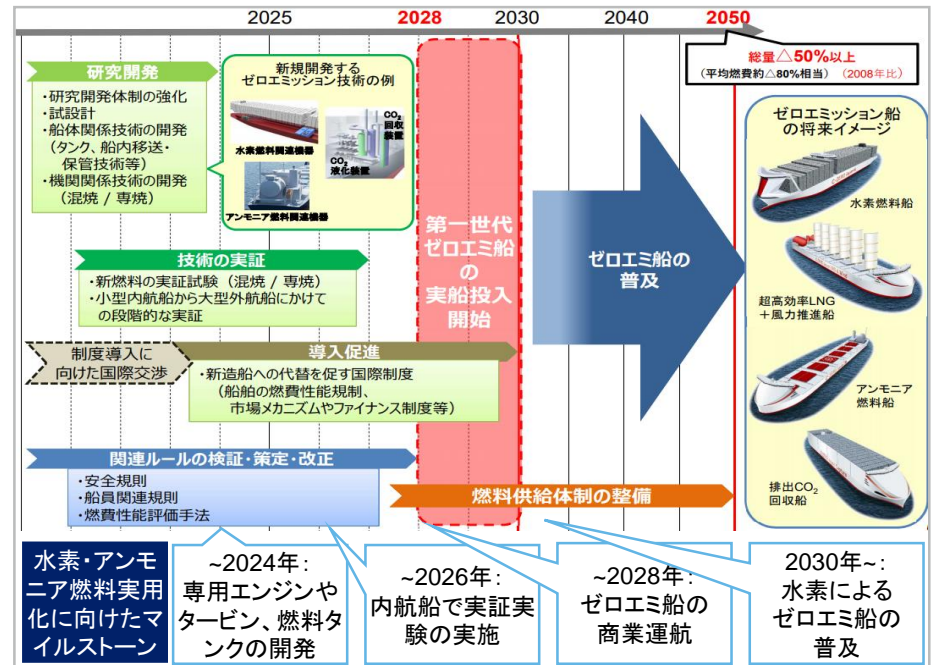 2025
2028
2030
2040
2050
総量△50%以上
（平均燃費約△80%相当）（2008年比）
研究開発
・研究開発体制の強化
・試設計
・船体関係技術の開発
（タンク、船内移送・
保管技術等）
・機関関係技術の開発
（混焼 / 専焼）
新規開発する
ゼロエミッション技術の例
水素燃料関連機器
CO2
回収
装置
CO2
液化装置
アンモニア燃料関連機器
技術の実証
・新燃料の実証試験（混焼 / 専焼）
・小型内航船から大型外航船にかけて
の段階的な実証
制度導入に
向けた国際交渉
導入促進
・新造船への代替を促す国際制度
（船舶の燃費性能規制、
市場メカニズムやファイナンス制度等）
関連ルールの検証・策定・改正
・安全規則
・船員関連規則
・燃費性能評価手法
第一世代
ゼロエミ船
の
実船投入
開始
燃料供給体制の整備
ゼロエミ船の
普及
ゼロエミッション船
の将来イメージ
水素燃料船
超高効率LNG
＋風力推進船
アンモニア
燃料船
排出CO2
回収船
水素・アンモ
ニア燃料実用
化に向けたマ
イルストーン
~2024年：
専用エンジンや
タービン、燃料タ
ンクの開発
~2026年：
内航船で実証実
験の実施
~2028年：
ゼロエミ船の
商業運航
2030年~：
水素による
ゼロエミ船の
普及